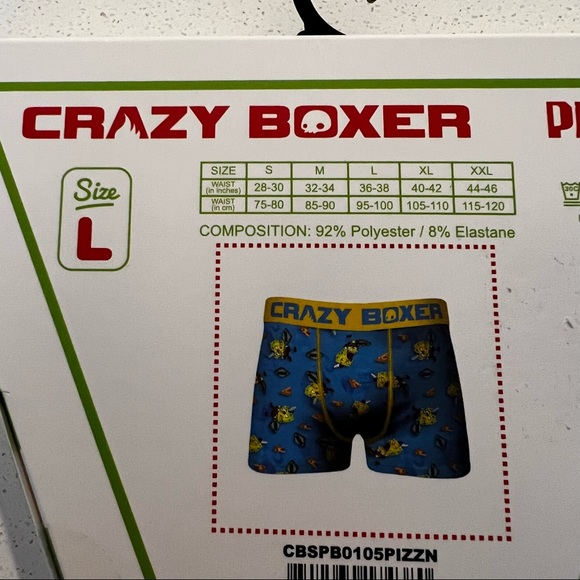 CRAZY BOXER
Size
L
SIZE S M L XL XXL
WAIST (in inches) 28-30 32-34 36-38 40-42 44-46
WAIST (in cm) 75-80 85-90 95-100 105-110 115-120
COMPOSITION: 92% Polyester / 8% Elastane
CRAZY BOXER
CBSPB0105PIZZN